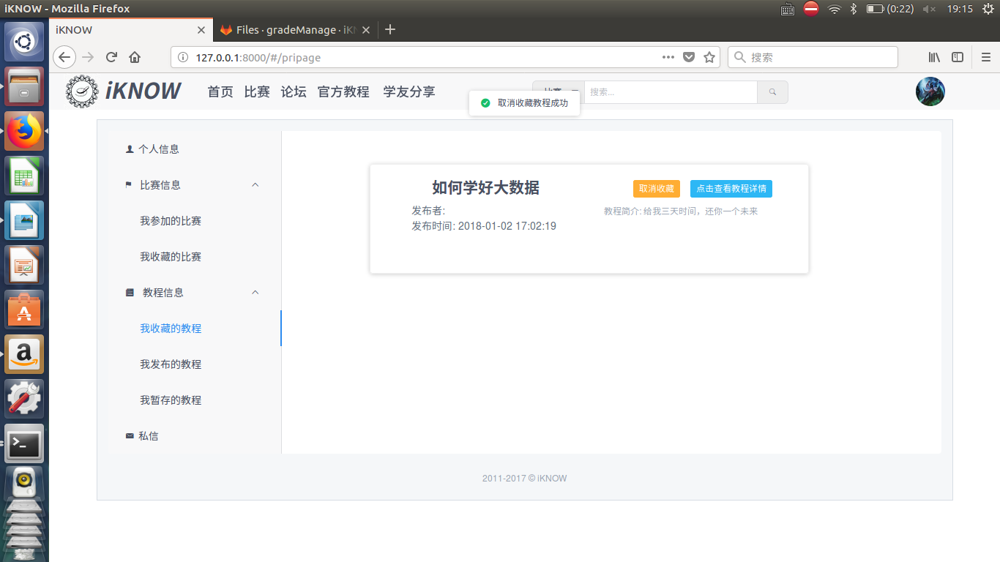 iKNOW - Mozilla Firefox
(0:22)
19:15
iKNOW
Files · gradeManage · iK
127.0.0.1:8000/#/pripage
搜索
iKNOW
首页 比赛 论坛 官方教程 学友分享
搜索...
取消收藏教程成功
个人信息
比赛信息
我参加的比赛
我收藏的比赛
教程信息
我收藏的教程
我发布的教程
我暂存的教程
私信
如何学好大数据
取消收藏
点击查看教程详情
发布者:
教程简介: 给我三天时间，还你一个未来
发布时间: 2018-01-02 17:02:19
2011-2017 © iKNOW